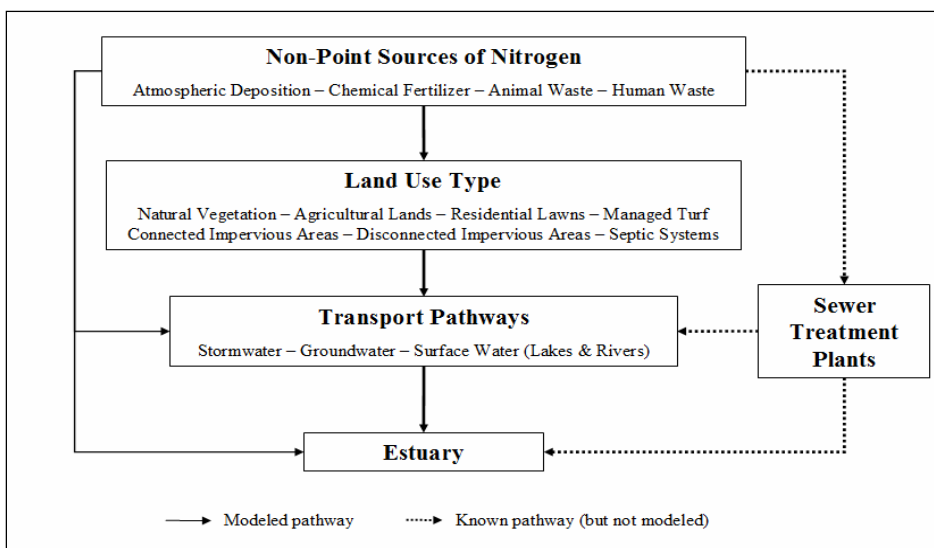 Non-Point Sources of Nitrogen
Atmospheric Deposition – Chemical Fertilizer – Animal Waste – Human Waste
Land Use Type
Natural Vegetation – Agricultural Lands – Residential Lawns – Managed Turf
Connected Impervious Areas – Disconnected Impervious Areas – Septic Systems
Transport Pathways
Stormwater – Groundwater – Surface Water (Lakes & Rivers)
Sewer
Treatment
Plants
Estuary
Modeled pathway
Known pathway (but not modeled)